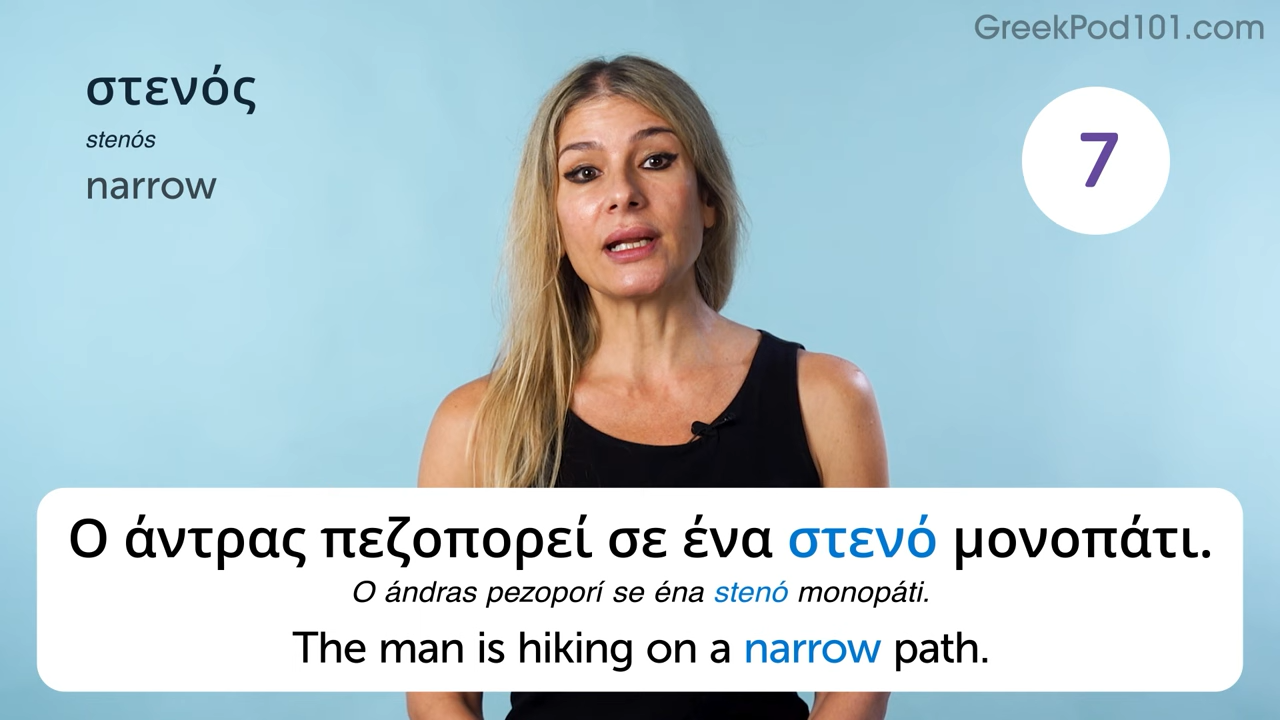 GreekPod101.com
στενός
stenós
narrow
7
Ο άντρας πεζοπορεί σε ένα στενό μονοπάτι.
O ándras pezoporí se éna stenó monopáti.
The man is hiking on a narrow path.